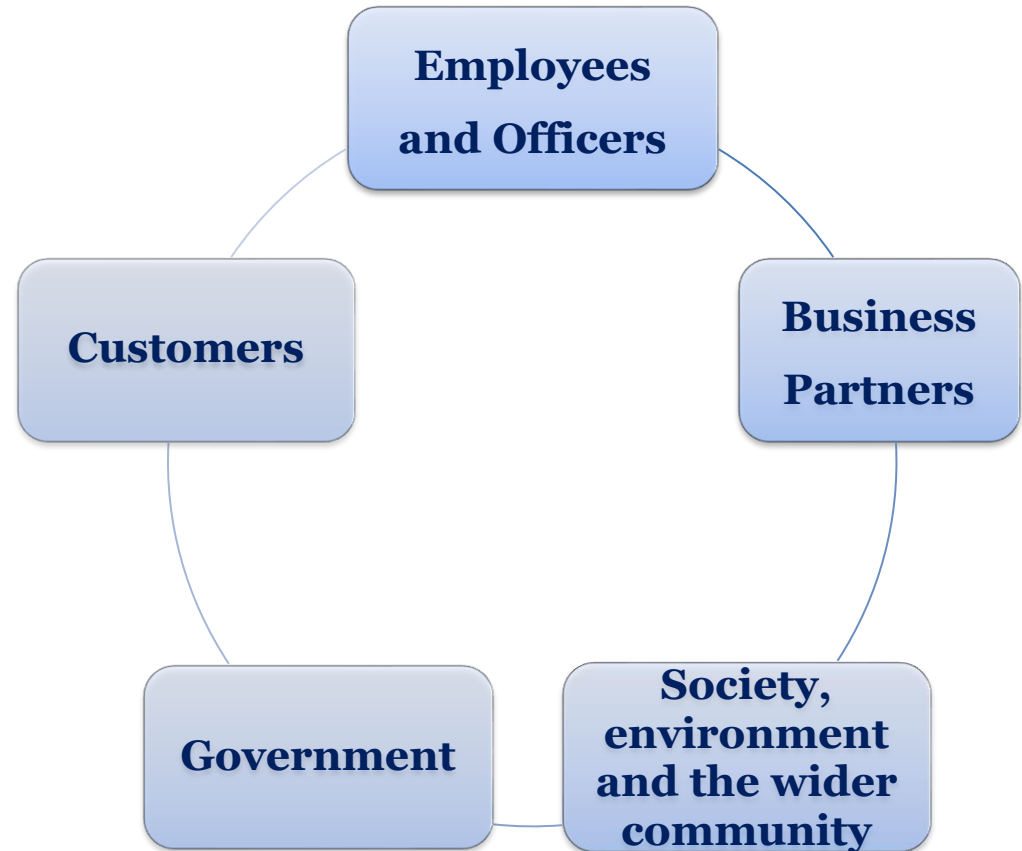 Employees
and Officers
Customers
Business
Partners
Government
Society,
environment
and the wider
community